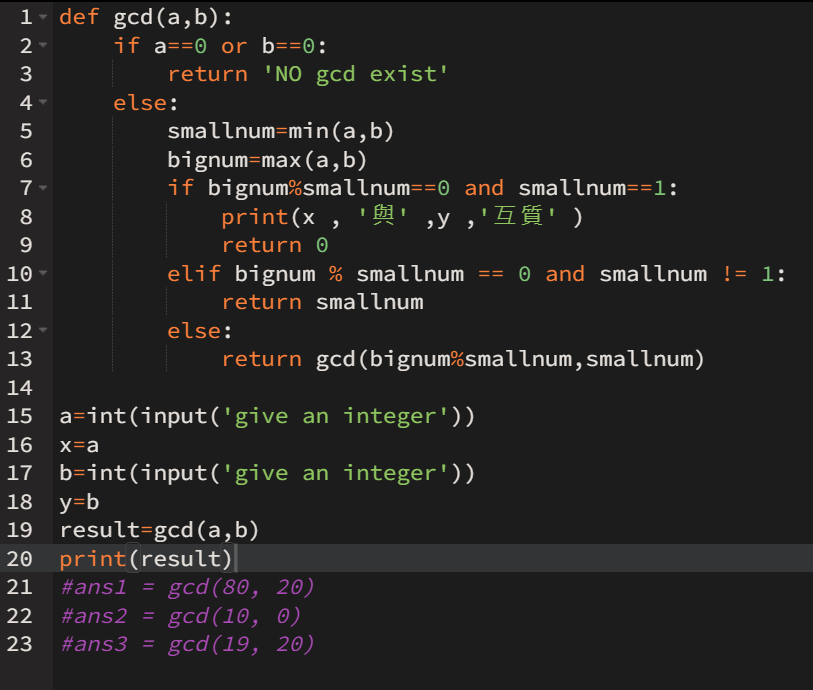 1 def gcd(a,b):
2     if a==0 or b==0:
3         return 'NO gcd exist'
4     else:
5         smallnum=min(a,b)
6         bignum=max(a,b)
7         if bignum%smallnum==0 and smallnum==1:
8             print(x , '與' ,y ,'互質' )
9             return 0
10         elif bignum % smallnum == 0 and smallnum != 1:
11             return smallnum
12         else:
13             return gcd(bignum%smallnum,smallnum)
14
15 a=int(input('give an integer'))
16 x=a
17 b=int(input('give an integer'))
18 y=b
19 result=gcd(a,b)
20 print(result)
21 #ans1 = gcd(80, 20)
22 #ans2 = gcd(10, 0)
23 #ans3 = gcd(19, 20)